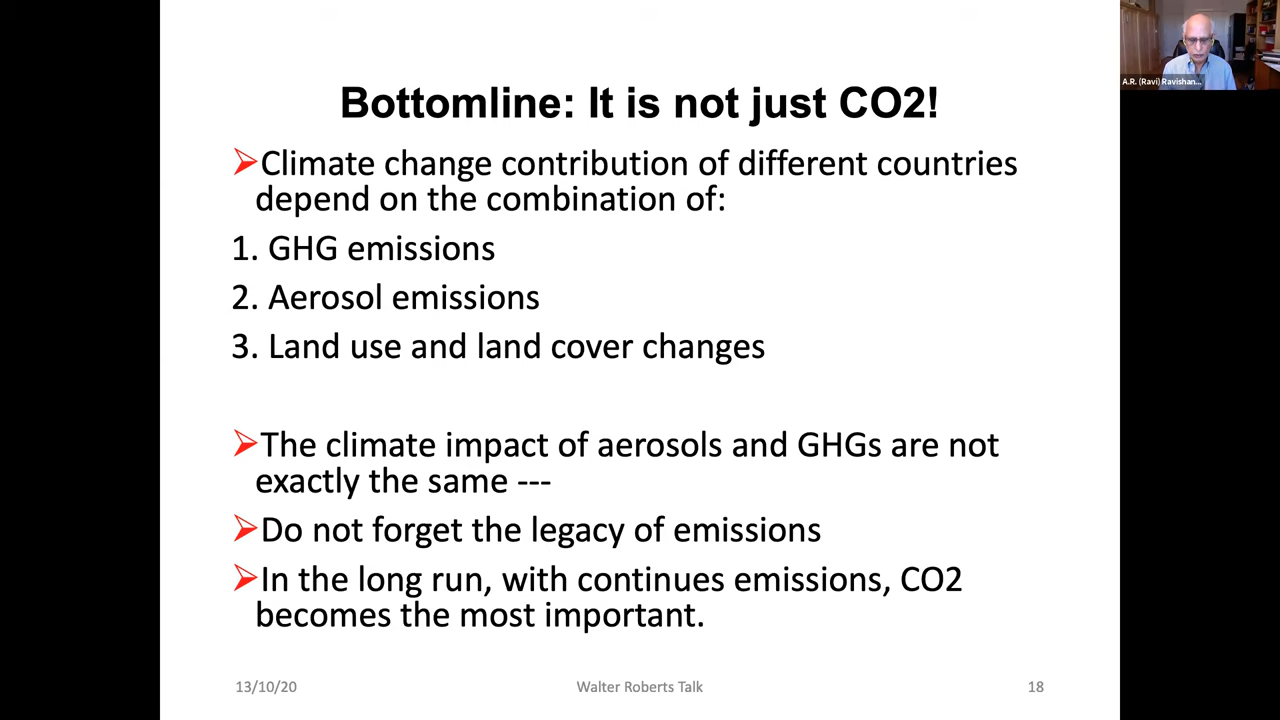 Bottomline: It is not just CO2!
A.R. (Ravi) Ravishan...
Climate change contribution of different countries
depend on the combination of:
1. GHG emissions
2. Aerosol emissions
3. Land use and land cover changes
The climate impact of aerosols and GHGs are not
exactly the same ---
Do not forget the legacy of emissions
In the long run, with continues emissions, CO2
becomes the most important.
13/10/20
Walter Roberts Talk
18